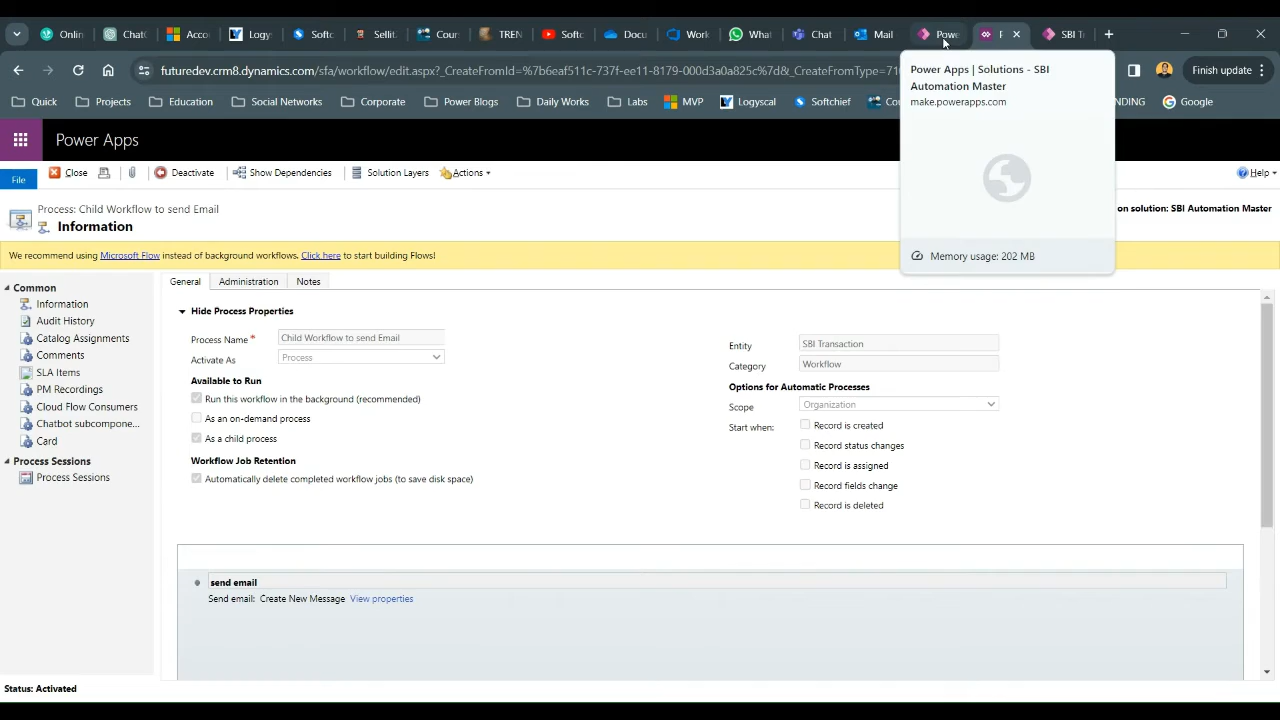 Onlin
ChatG
Acco
Logy
Softc
Sellit
Cour
TREN
Softc
Docu
Work
What
Chat
Mail
Powe
F
SBI Tr
futuredev.crm8.dynamics.com/sfa/workflow/edit.aspx?_CreateFromId=%7b6eaf511c-737f-ee11-8179-000d3a0a825c%7d&_CreateFromType=710
Finish update
Power Apps | Solutions - SBI
Automation Master
make.powerapps.com
Memory usage: 202 MB
Quick
Projects
Education
Social Networks
Corporate
Power Blogs
Daily Works
Labs
MVP
Logyscal
Softchief
Cou
NDING
Google
Power Apps
File
Close
Deactivate
Show Dependencies
Solution Layers
Actions
Help
Process: Child Workflow to send Email
Information
on solution: SBI Automation Master
We recommend using Microsoft Flow instead of background workflows. Click here to start building Flows!
Common
Information
Audit History
Catalog Assignments
Comments
SLA Items
PM Recordings
Cloud Flow Consumers
Chatbot subcompone...
Card
Process Sessions
Process Sessions
General
Administration
Notes
Hide Process Properties
Process Name *
Child Workflow to send Email
Activate As
Process
Available to Run
Run this workflow in the background (recommended)
As an on-demand process
As a child process
Workflow Job Retention
Automatically delete completed workflow jobs (to save disk space)
Entity
SBI Transaction
Category
Workflow
Options for Automatic Processes
Scope
Organization
Start when:
Record is created
Record status changes
Record is assigned
Record fields change
Record is deleted
send email
Send email: Create New Message View properties
Status: Activated